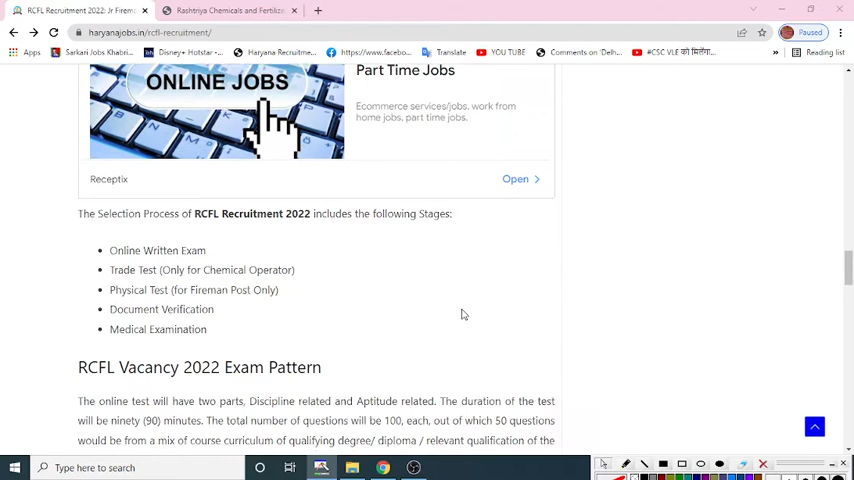 RCFL Recruitment 2022: Jr Firema
Rashtriya Chemicals and Fertiliz
haryanajobs.in/rcfl-recruitment/
Paused
Apps
Sarkari Jobs Khabri...
Disney+ Hotstar -...
Haryana Recruitme...
https://www.facebo...
Translate
YOU TUBE
Comments on 'Delh...
#CSC VLE को मिलेंगा...
Reading list
ONLINE JOBS
Part Time Jobs
Ecommerce services/jobs, work from
home jobs, part time jobs.
Receptix
Open
The Selection Process of RCFL Recruitment 2022 includes the following Stages:
Online Written Exam
Trade Test (Only for Chemical Operator)
Physical Test (for Fireman Post Only)
Document Verification
Medical Examination
RCFL Vacancy 2022 Exam Pattern
The online test will have two parts, Discipline related and Aptitude related. The duration of the test
will be ninety (90) minutes. The total number of questions will be 100, each, out of which 50 questions
would be from a mix of course curriculum of qualifying degree/ diploma / relevant qualification of the
Type here to search